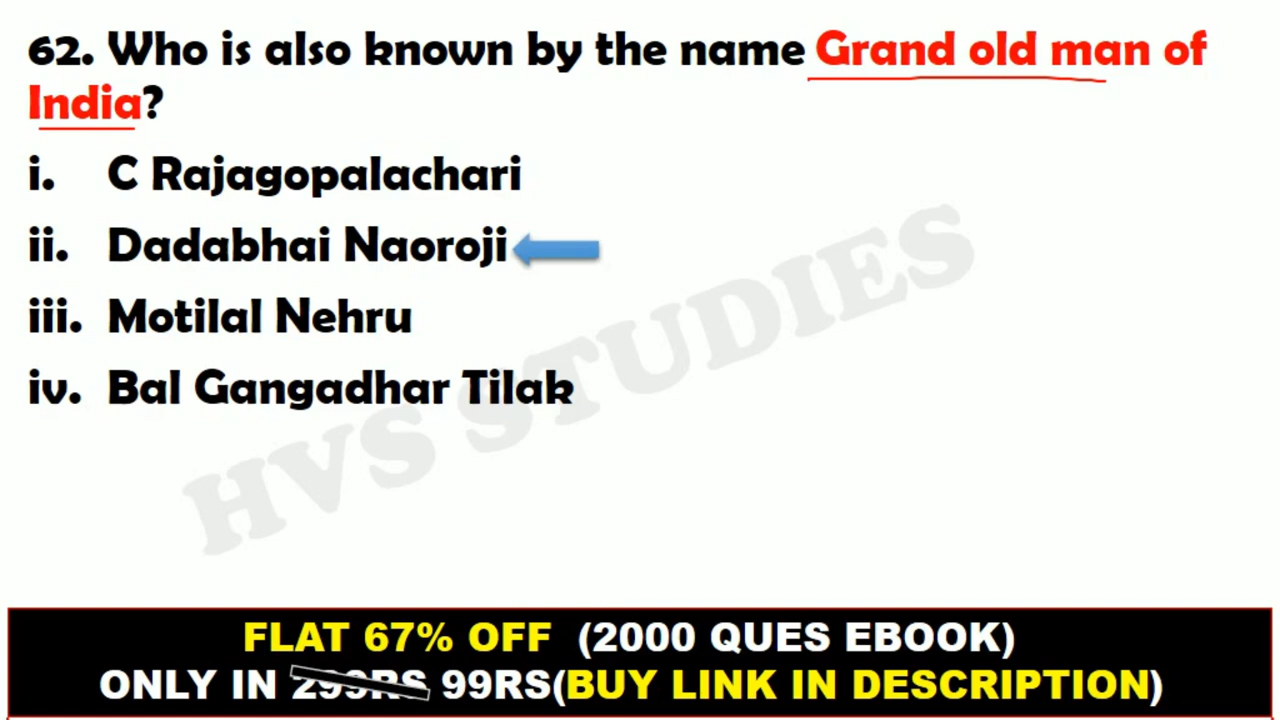 62. Who is also known by the name Grand old man of
India?
i. C Rajagopalachari
ii. Dadabhai Naoroji
iii. Motilal Nehru
iv. Bal Gangadhar Tilak
HVS STUDIES
FLAT 67% OFF (2000 QUES EBOOK)
ONLY IN 299RS 99RS(BUY LINK IN DESCRIPTION)